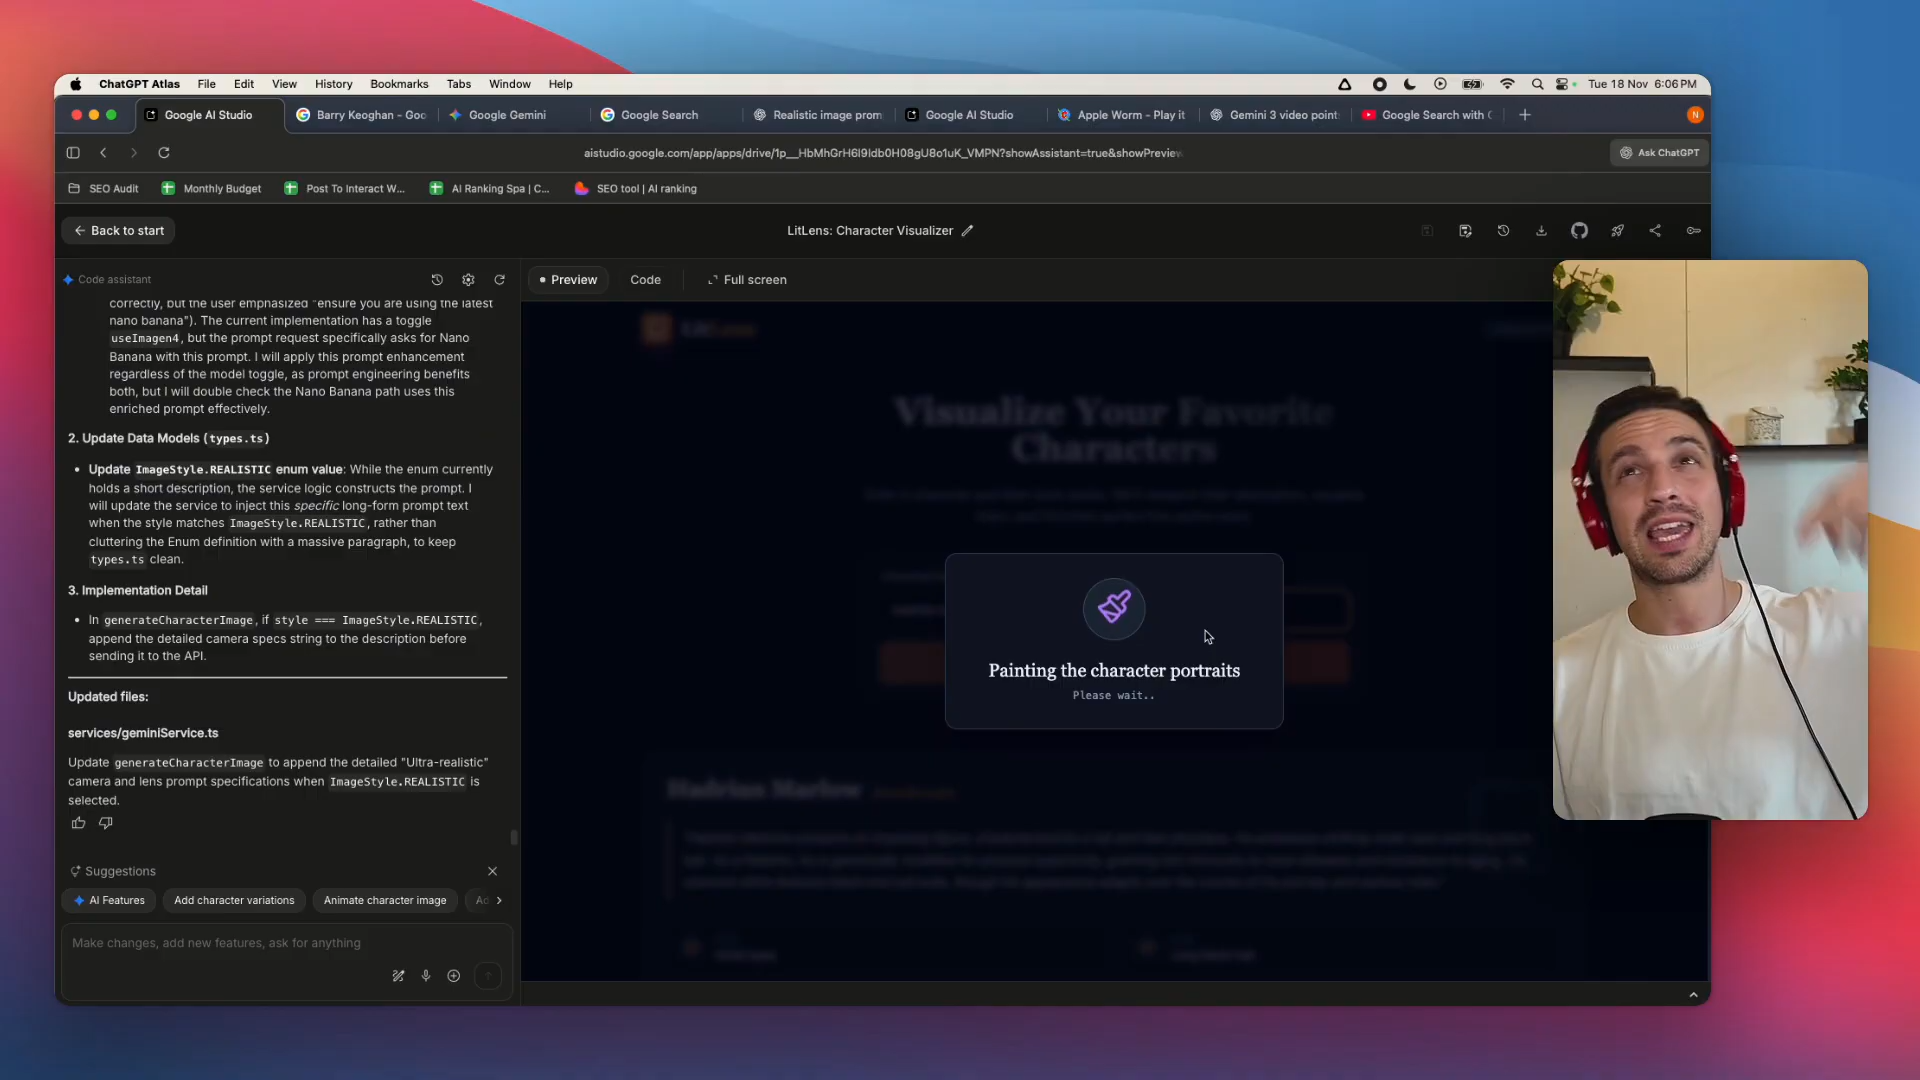 ChatGPT Atlas File Edit View History Bookmarks Tabs Window Help Tue 18 Nov 6:06 PM
Google AI Studio Barry Keoghan - Goo Google Gemini Google Search Realistic image prom Google AI Studio Apple Worm - Play it Gemini 3 video point Google Search with N
aistudio.google.com/app/apps/drive/1p__HbMhGrH6l9Idb0H08gU8o1uK_VMPN?showAssistant=true&showPreview Ask ChatGPT
SEO Audit Monthly Budget Post To Interact W... AI Ranking Spa | C... SEO tool | AI ranking
Back to start LitLens: Character Visualizer
Code assistant Preview Code Full screen
correctly, but the user emphasized "ensure you are using the latest
nano banana"). The current implementation has a toggle
useImagen4, but the prompt request specifically asks for Nano
Banana with this prompt. I will apply this prompt enhancement
regardless of the model toggle, as prompt engineering benefits
both, but I will double check the Nano Banana path uses this
enriched prompt effectively.
2. Update Data Models (types.ts)
• Update ImageStyle.REALISTIC enum value: While the enum currently
holds a short description, the service logic constructs the prompt. I
will update the service to inject this specific long-form prompt text
when the style matches ImageStyle.REALISTIC, rather than
cluttering the Enum definition with a massive paragraph, to keep
types.ts clean.
3. Implementation Detail
• In generateCharacterImage, if style === ImageStyle.REALISTIC,
append the detailed camera specs string to the description before
sending it to the API.
Updated files:
services/geminiService.ts
Update generateCharacterImage to append the detailed "Ultra-realistic"
camera and lens prompt specifications when ImageStyle.REALISTIC is
selected.
Suggestions
AI Features Add character variations Animate character image Ad
Make changes, add new features, ask for anything
LitLens
Visualize Your Favorite
Characters
Painting the character portraits
Please wait..
Hadrian Marlow